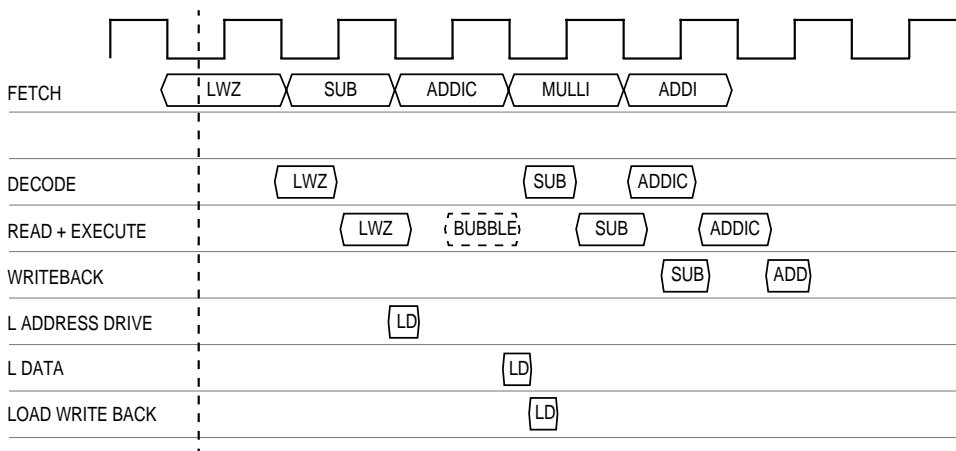 FETCH LWZ SUB ADDIC MULLI ADDI
DECODE LWZ SUB ADDIC
READ + EXECUTE LWZ BUBBLE SUB ADDIC
WRITEBACK SUB ADD
L ADDRESS DRIVE LD
L DATA LD
LOAD WRITE BACK LD